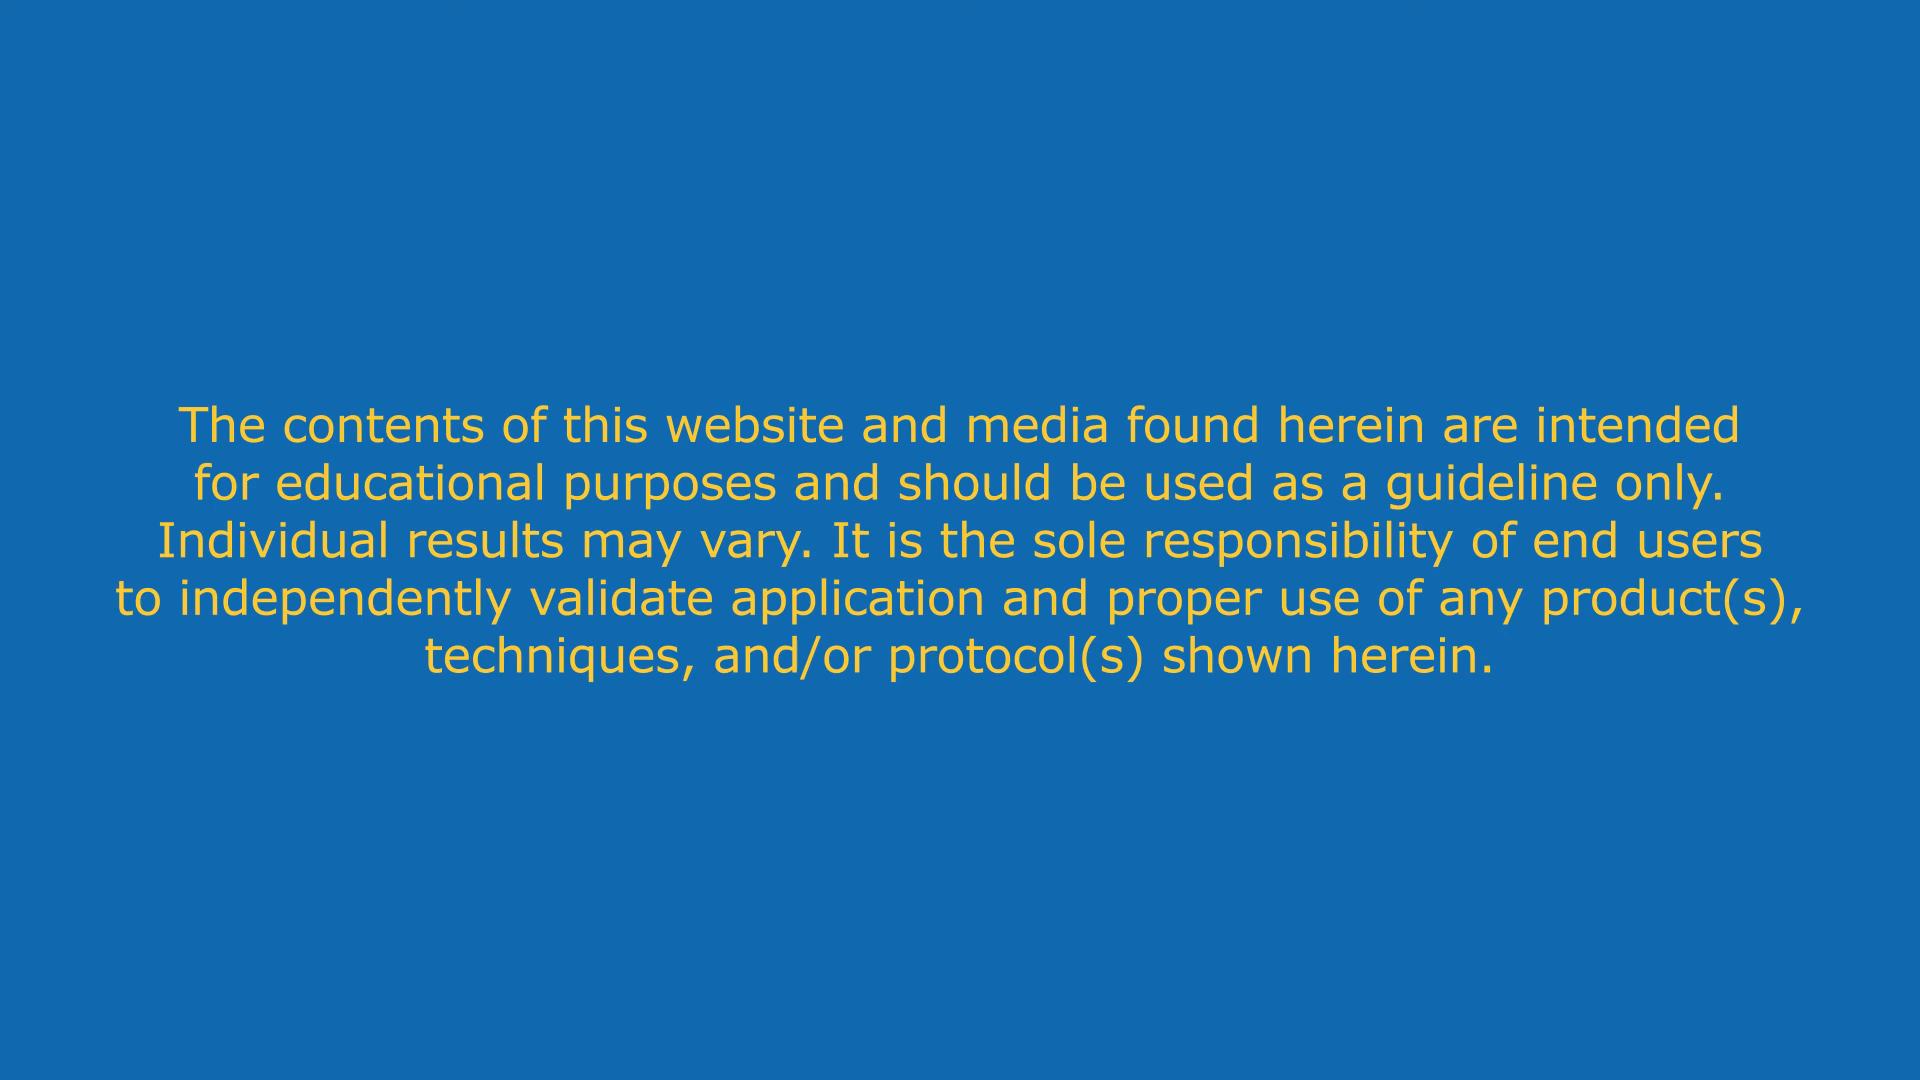 The contents of this website and media found herein are intended
for educational purposes and should be used as a guideline only.
Individual results may vary. It is the sole responsibility of end users
to independently validate application and proper use of any product(s),
techniques, and/or protocol(s) shown herein.